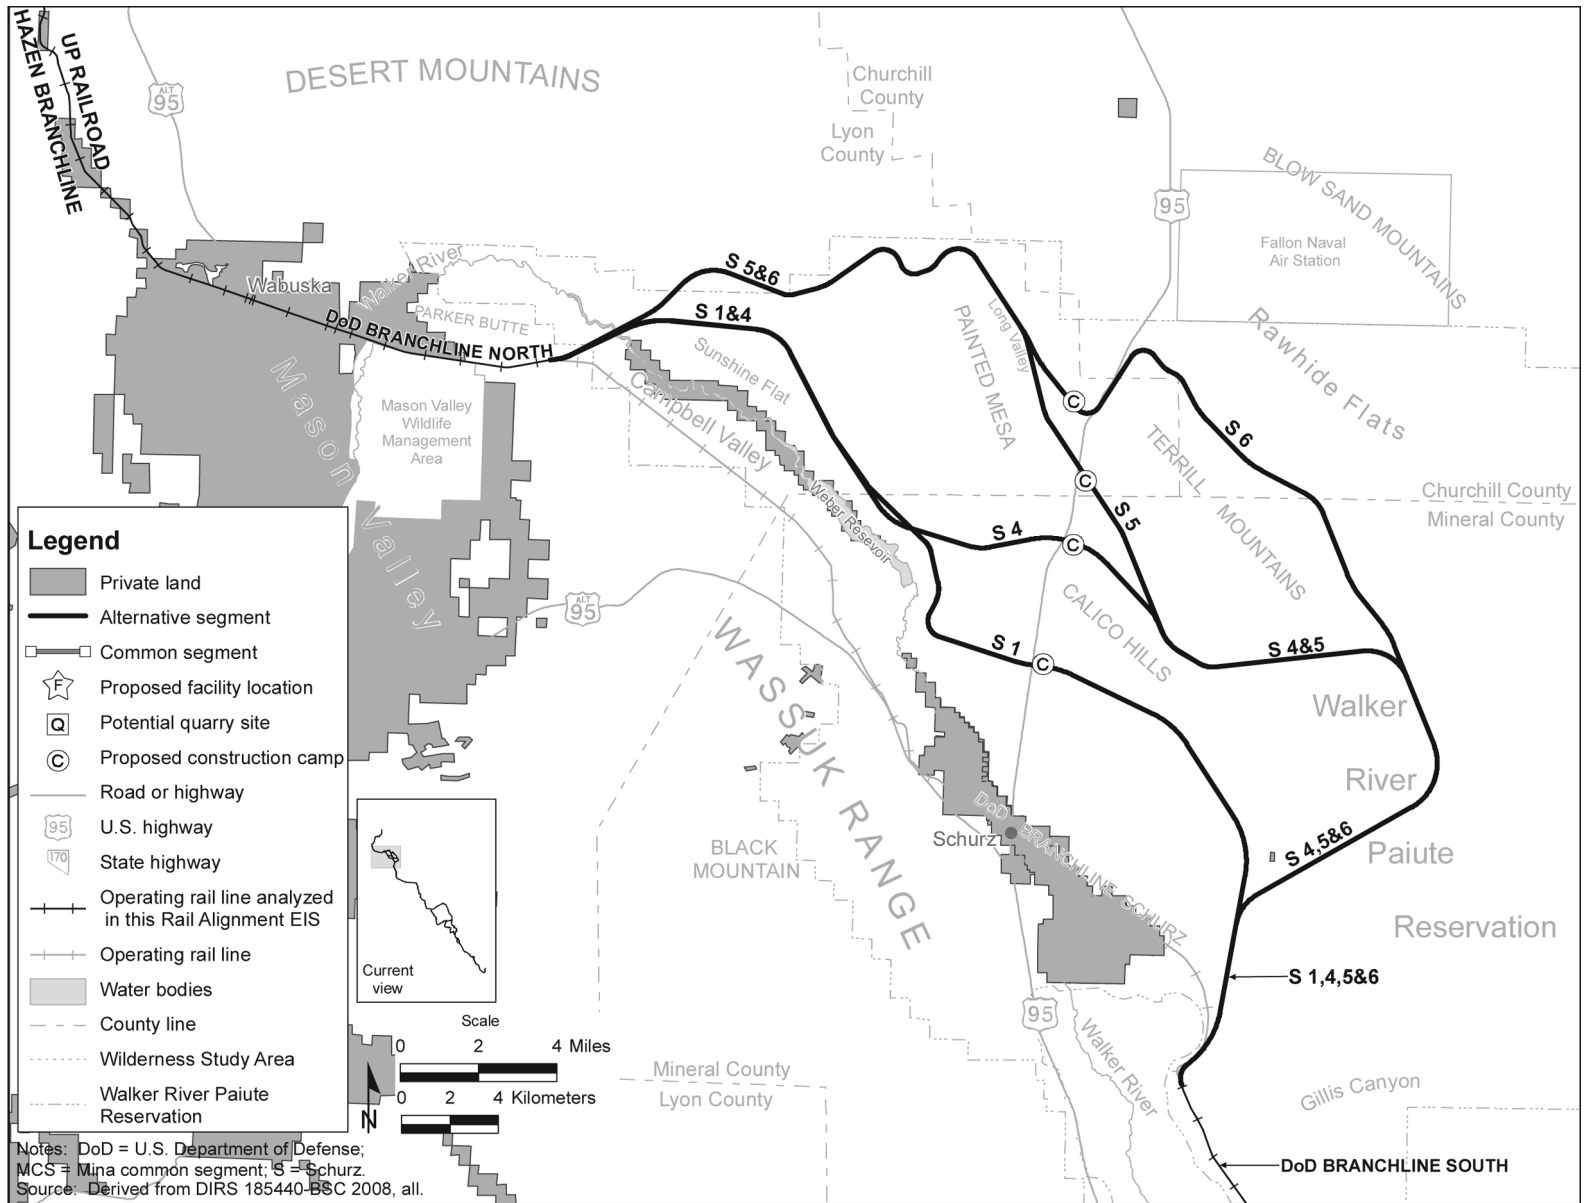 HAZEN BRANCHLINE
UP RAILROAD
ALT
95
DESERT MOUNTAINS
Churchill
County
Lyon
County
95
BLOW SAND MOUNTAINS
Fallon Naval
Air Station
Rawhide Flats
Wabuska
Walker River
PARKER BUTTE
DoD BRANCHLINE NORTH
S 5&6
S 1&4
Sunshine Flat
Campbell Valley
PAINTED MESA
Long Valley
C
S 6
TERRILL
MOUNTAINS
Mason
Valley
Mason Valley
Wildlife
Management
Area
Weber Resevoir
C
S 5
Churchill County
Mineral County
S 4
C
CALICO HILLS
ALT
95
S 1
C
S 4&5
WASSUK RANGE
Walker
River
Paiute
Reservation
BLACK
MOUNTAIN
Schurz
DoD BRANCHLINE SCHURZ
S 4,5&6
S 1,4,5&6
95
Walker River
Gillis Canyon
Mineral County
Lyon County
DoD BRANCHLINE SOUTH
Legend
Private land
Alternative segment
Common segment
F
Proposed facility location
Q
Potential quarry site
C
Proposed construction camp
Road or highway
95
U.S. highway
170
State highway
Operating rail line analyzed
in this Rail Alignment EIS
Operating rail line
Water bodies
County line
Wilderness Study Area
Walker River Paiute
Reservation
Current
view
Scale
0 2 4 Miles
0 2 4 Kilometers
N
Notes: DoD = U.S. Department of Defense;
MCS = Mina common segment; S = Schurz.
Source: Derived from DIRS 185440-BSC 2008, all.